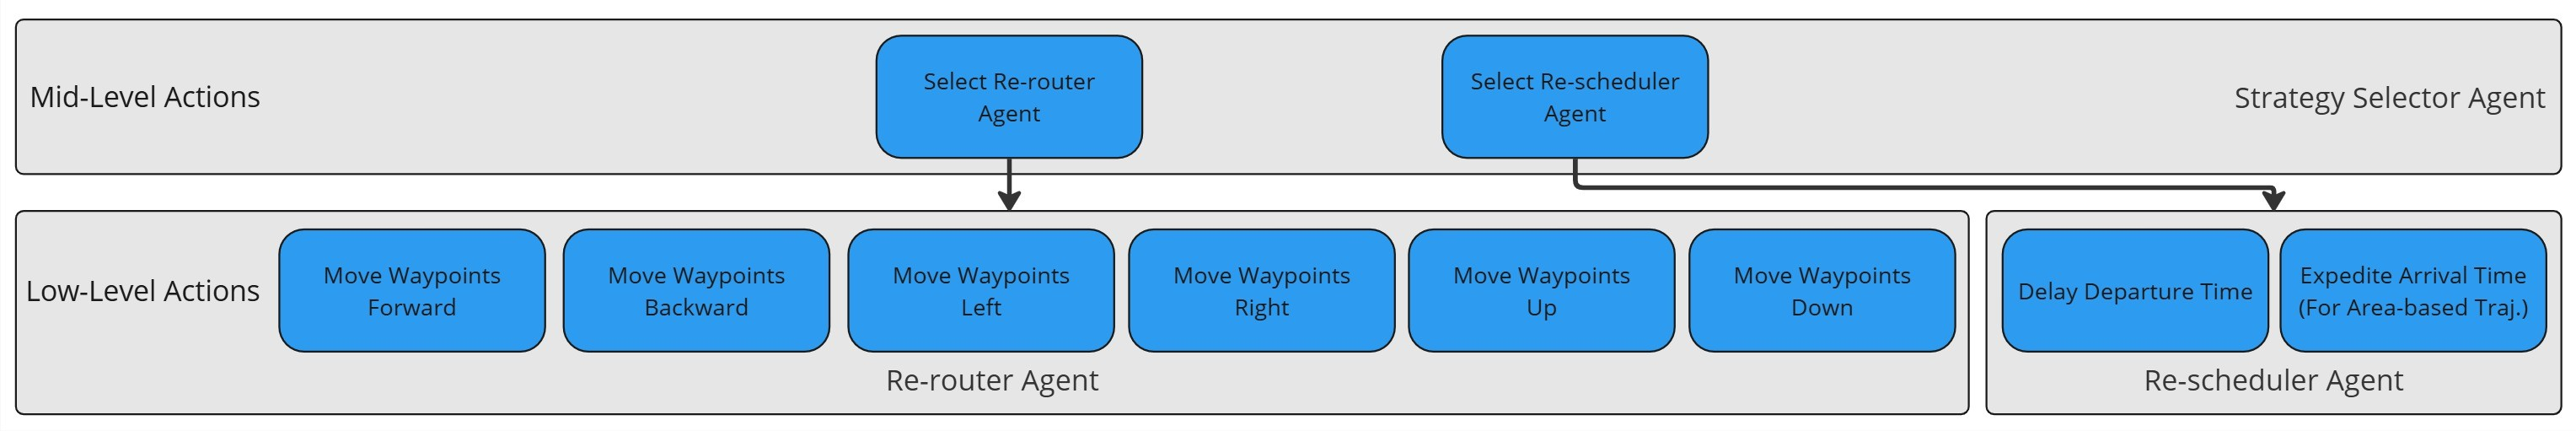 Mid-Level Actions
Select Re-router
Agent
Select Re-scheduler
Agent
Strategy Selector Agent
Low-Level Actions
Move Waypoints
Forward
Move Waypoints
Backward
Move Waypoints
Left
Move Waypoints
Right
Move Waypoints
Up
Move Waypoints
Down
Re-router Agent
Delay Departure Time
Expedite Arrival Time
(For Area-based Traj.)
Re-scheduler Agent